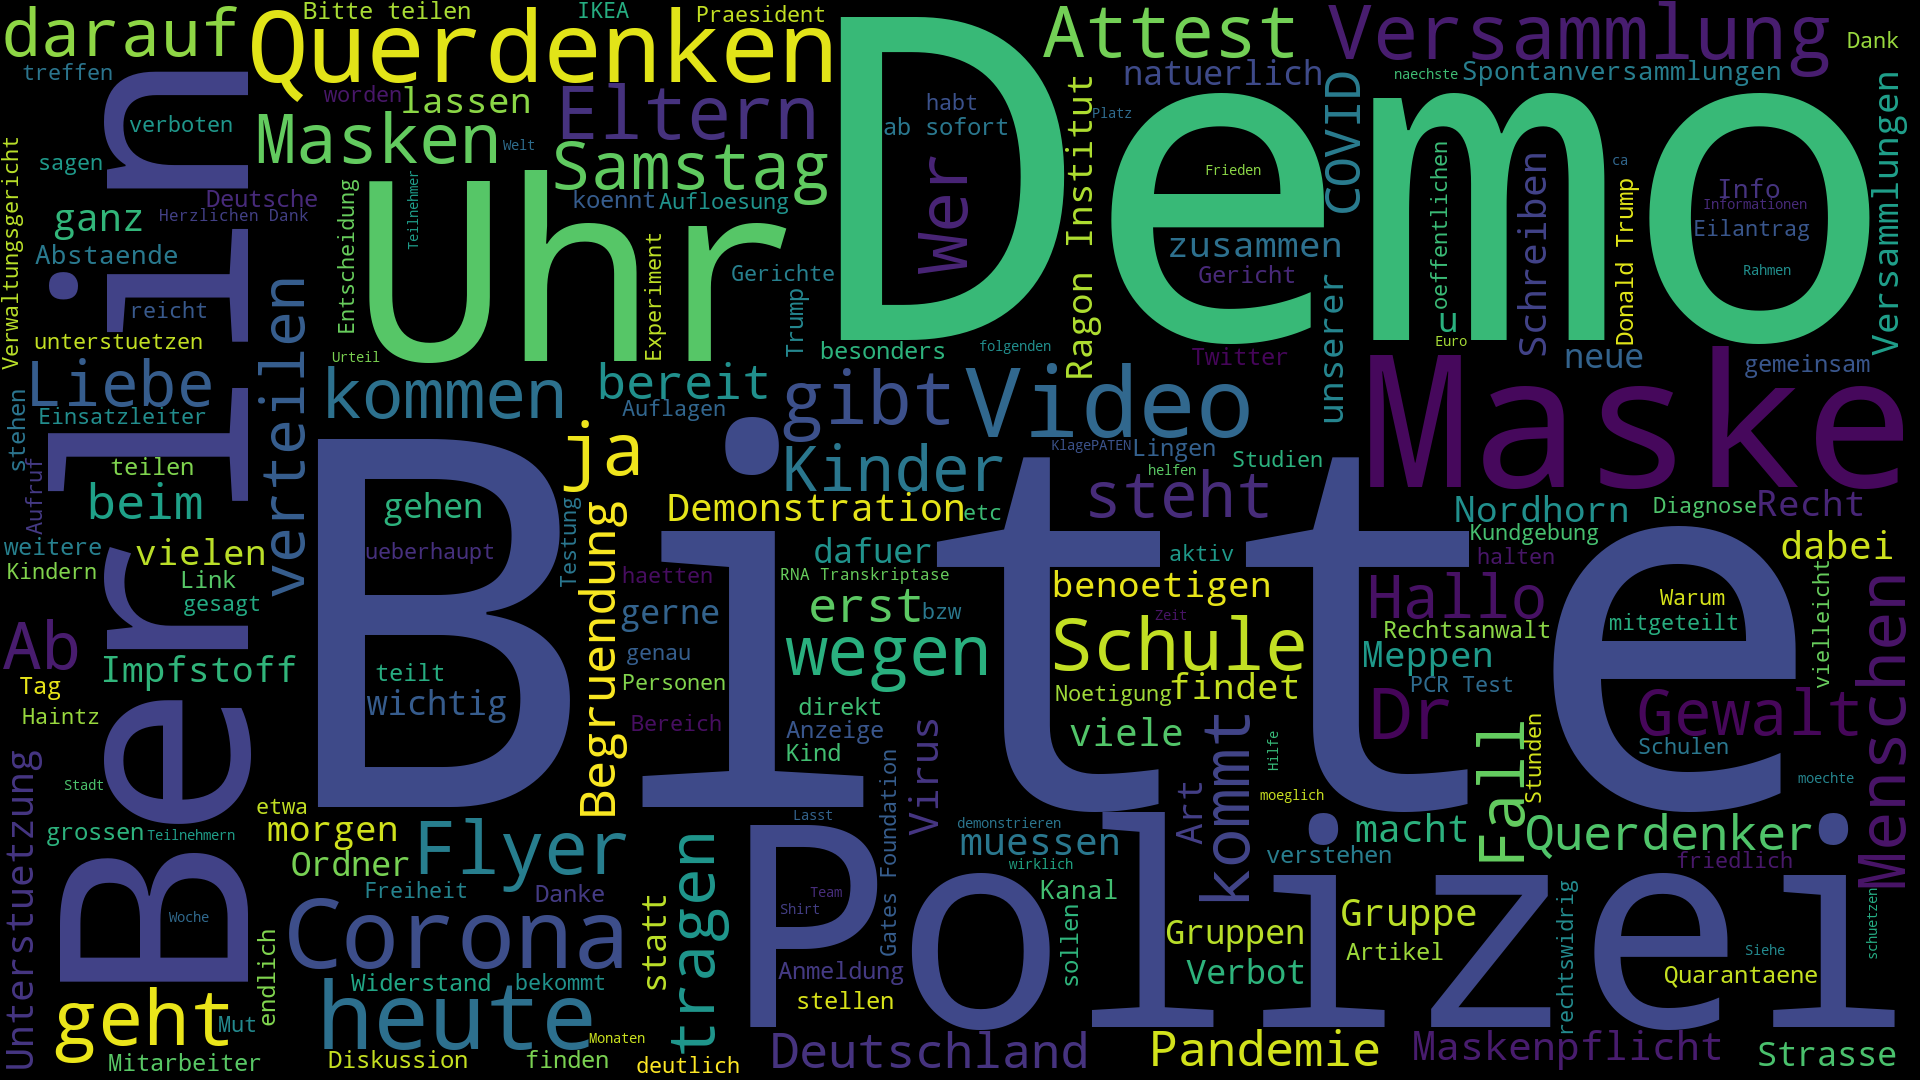 darauf
Bitte teilen
IKEA
Praesident
Querdenken
Demo
Attest
Versammlung
Dank
treffen
worden
lassen
Eltern
natuerlich
naechste
Spontanversammlungen
verboten
Masken
Welt
Samstag
habt
ab sofort
Platz
COVID
Versammlungen
sagen
Verwaltungsgericht
Berlin
Deutsche
Herzlichen Dank
ganz
Uhr
Teilnehmer
koennt
Aufloesung
Wer
Frieden
Ragon Institut
oeffentlichen
Schreiben
ca
Info
Informationen
Eilantrag
Donald Trump
Abstaende
Entscheidung
Experiment
Gerichte
zusammen
Gericht
Rahmen
reicht
Trump
unserer
u
Euro
unterstuetzen
Urteil
besonders
folgenden
Twitter
neue
gemeinsam
Liebe
verteilen
kommen
bereit
gibt
Video
Maske
Einsatzleiter
stehen
Auflagen
ja
KlagePATEN
Lingen
Kinder
helfen
Studien
teilen
Aufruf
beim
gehen
Testung
Begruendung
Demonstration
etc
steht
Nordhorn
Diagnose
Recht
weitere
vielen
ueberhaupt
Bitte
dafuer
aktiv
Kundgebung
halten
dabei
Kindern
Link
gesagt
haetten
RNA Transkriptase
benoetigen
Hallo
Warum
vielleicht
Menschen
gerne
erst
bzw
Zeit
mitgeteilt
Ab
genau
wegen
Schule
Rechtsanwalt
Impfstoff
teilt
wichtig
Personen
Meppen
PCR Test
Tag
Haintz
direkt
Noetigung
findet
Dr
Gewalt
Bereich
Anzeige
Kind
Virus
viele
kommt
Hilfe
Fall
Stunden
Schulen
Unterstuetzung
Stadt
Gates Foundation
Art
moeglich
moechte
etwa
Lasst
demonstrieren
grossen
Teilnehmern
morgen
Flyer
muessen
macht
Querdenker
Ordner
wirklich
verstehen
friedlich
Freiheit
Danke
Team
Shirt
Kanal
Polizei
Woche
Corona
statt
tragen
sollen
Gruppen
Gruppe
Artikel
rechtswidrig
Siehe
schuetzen
endlich
Widerstand
bekommt
Anmeldung
Verbot
Quarantaene
geht
Mut
heute
stellen
Monaten
Mitarbeiter
Diskussion
finden
deutlich
Deutschland
Pandemie
Maskenpflicht
Strasse